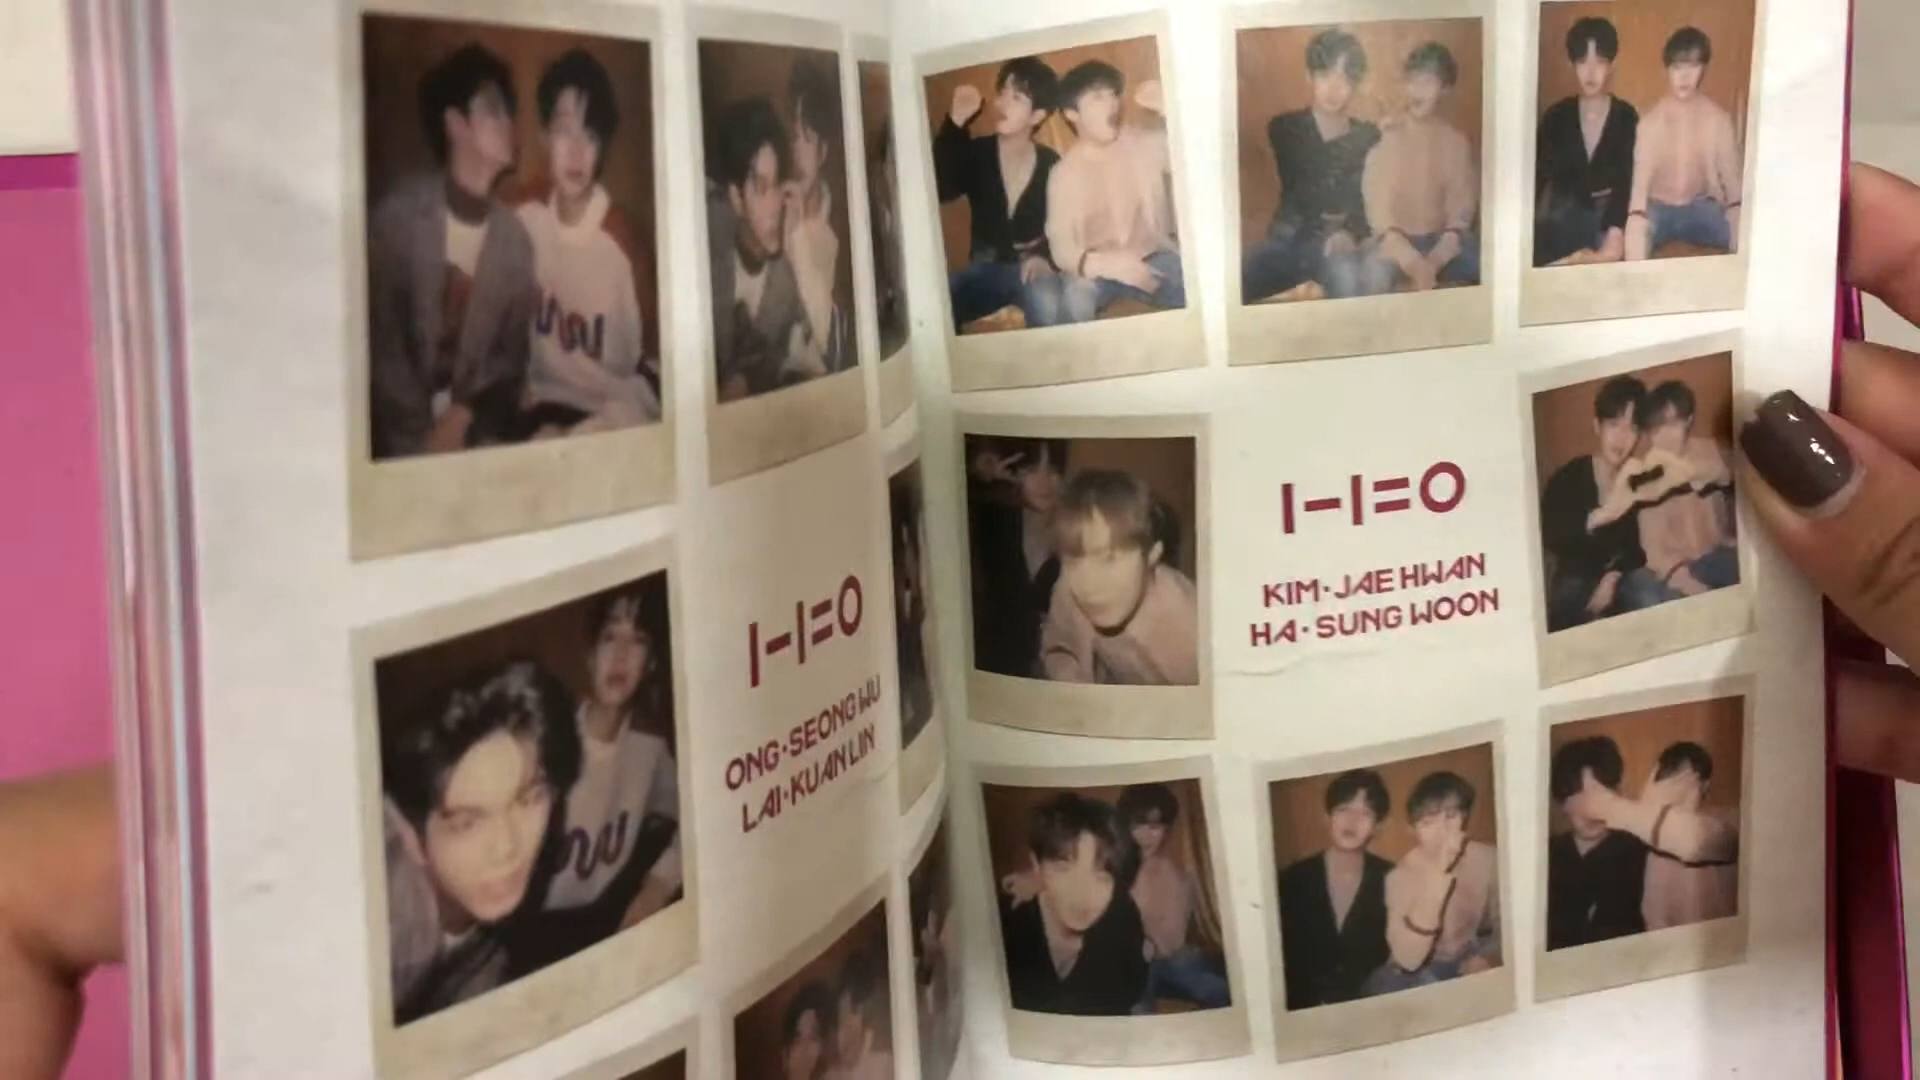 1-1=0
ONG·SEONG WU
LAI·KUAN LIN
1-1=0
KIM·JAE HWAN
HA·SUNG WOON